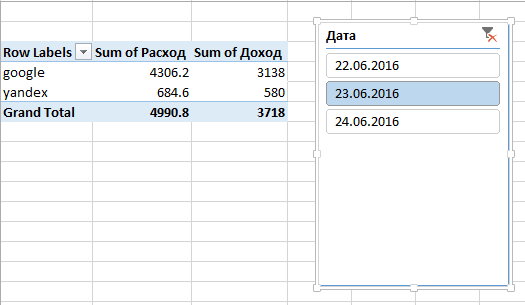 Дата
Row Labels Sum of Расход Sum of Доход
google 4306.2 3138
yandex 684.6 580
Grand Total 4990.8 3718
22.06.2016
23.06.2016
24.06.2016